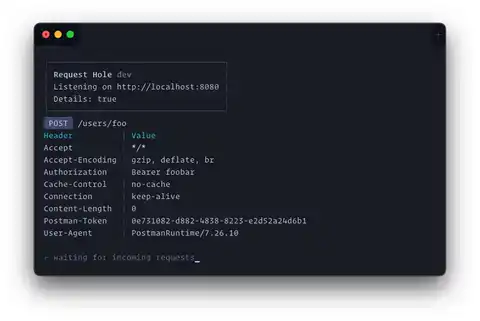 Request Hole dev
Listening on http://localhost:8080
Details: true
POST /users/foo
Header | Value
Accept | */*
Accept-Encoding | gzip, deflate, br
Authorization | Bearer foobar
Cache-Control | no-cache
Connection | keep-alive
Content-Length | 0
Postman-Token | 0e731082-d882-4838-8223-e2d52a24d6b1
User-Agent | PostmanRuntime/7.26.10
waiting for incoming requests_